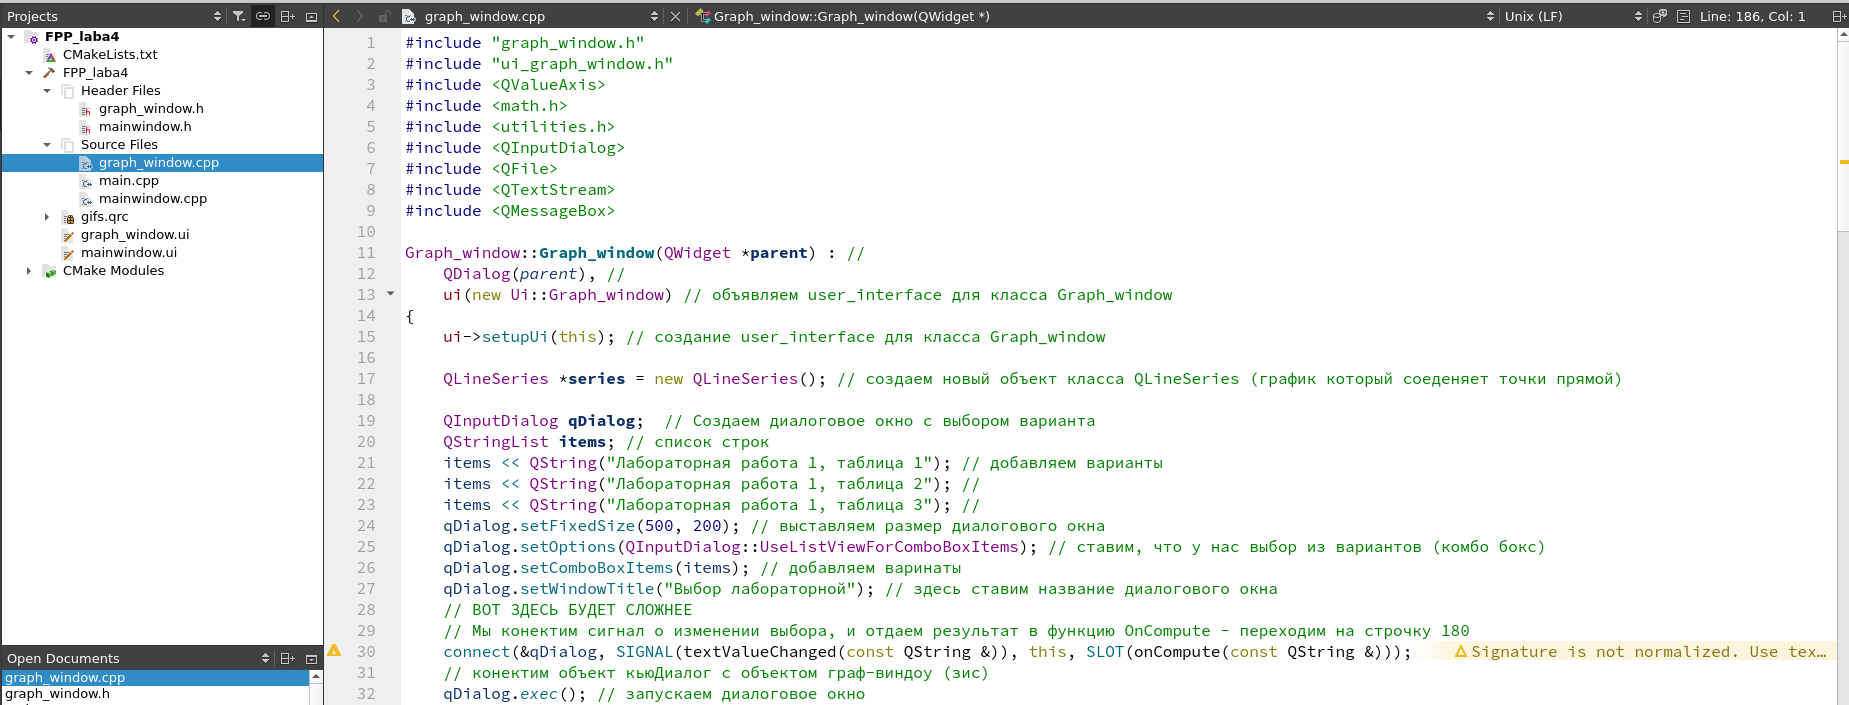 Projects
graph_window.cpp
Graph_window::Graph_window(QWidget *)
Unix (LF)
Line: 186, Col: 1
FPP_laba4
CMakeLists.txt
FPP_laba4
Header Files
graph_window.h
mainwindow.h
Source Files
graph_window.cpp
main.cpp
mainwindow.cpp
gifs.qrc
graph_window.ui
mainwindow.ui
CMake Modules
Open Documents
graph_window.cpp
graph_window.h
1 #include "graph_window.h"
2 #include "ui_graph_window.h"
3 #include <QValueAxis>
4 #include <math.h>
5 #include <utilities.h>
6 #include <QInputDialog>
7 #include <QFile>
8 #include <QTextStream>
9 #include <QMessageBox>
10
11 Graph_window::Graph_window(QWidget *parent) : //
12     QDialog(parent), //
13     ui(new Ui::Graph_window) // объявляем user_interface для класса Graph_window
14 {
15     ui->setupUi(this); // создание user_interface для класса Graph_window
16
17     QLineSeries *series = new QLineSeries(); // создаем новый объект класса QLineSeries (график который соеденяет точки прямой)
18
19     QInputDialog qDialog;  // Создаем диалоговое окно с выбором варианта
20     QStringList items; // список строк
21     items << QString("Лабораторная работа 1, таблица 1"); // добавляем варианты
22     items << QString("Лабораторная работа 1, таблица 2"); //
23     items << QString("Лабораторная работа 1, таблица 3"); //
24     qDialog.setFixedSize(500, 200); // выставляем размер диалогового окна
25     qDialog.setOptions(QInputDialog::UseListViewForComboBoxItems); // ставим, что у нас выбор из вариантов (комбо бокс)
26     qDialog.setComboBoxItems(items); // добавляем варинаты
27     qDialog.setWindowTitle("Выбор лабораторной"); // здесь ставим название диалогового окна
28     // ВОТ ЗДЕСЬ БУДЕТ СЛОЖНЕЕ
29     // Мы конектим сигнал о изменении выбора, и отдаем результат в функцию OnCompute - переходим на строчку 180
30     connect(&qDialog, SIGNAL(textValueChanged(const QString &)), this, SLOT(onCompute(const QString &))); Signature is not normalized. Use tex…
31     // конектим объект кьюДиалог с объектом граф-виндоу (зис)
32     qDialog.exec(); // запускаем диалоговое окно